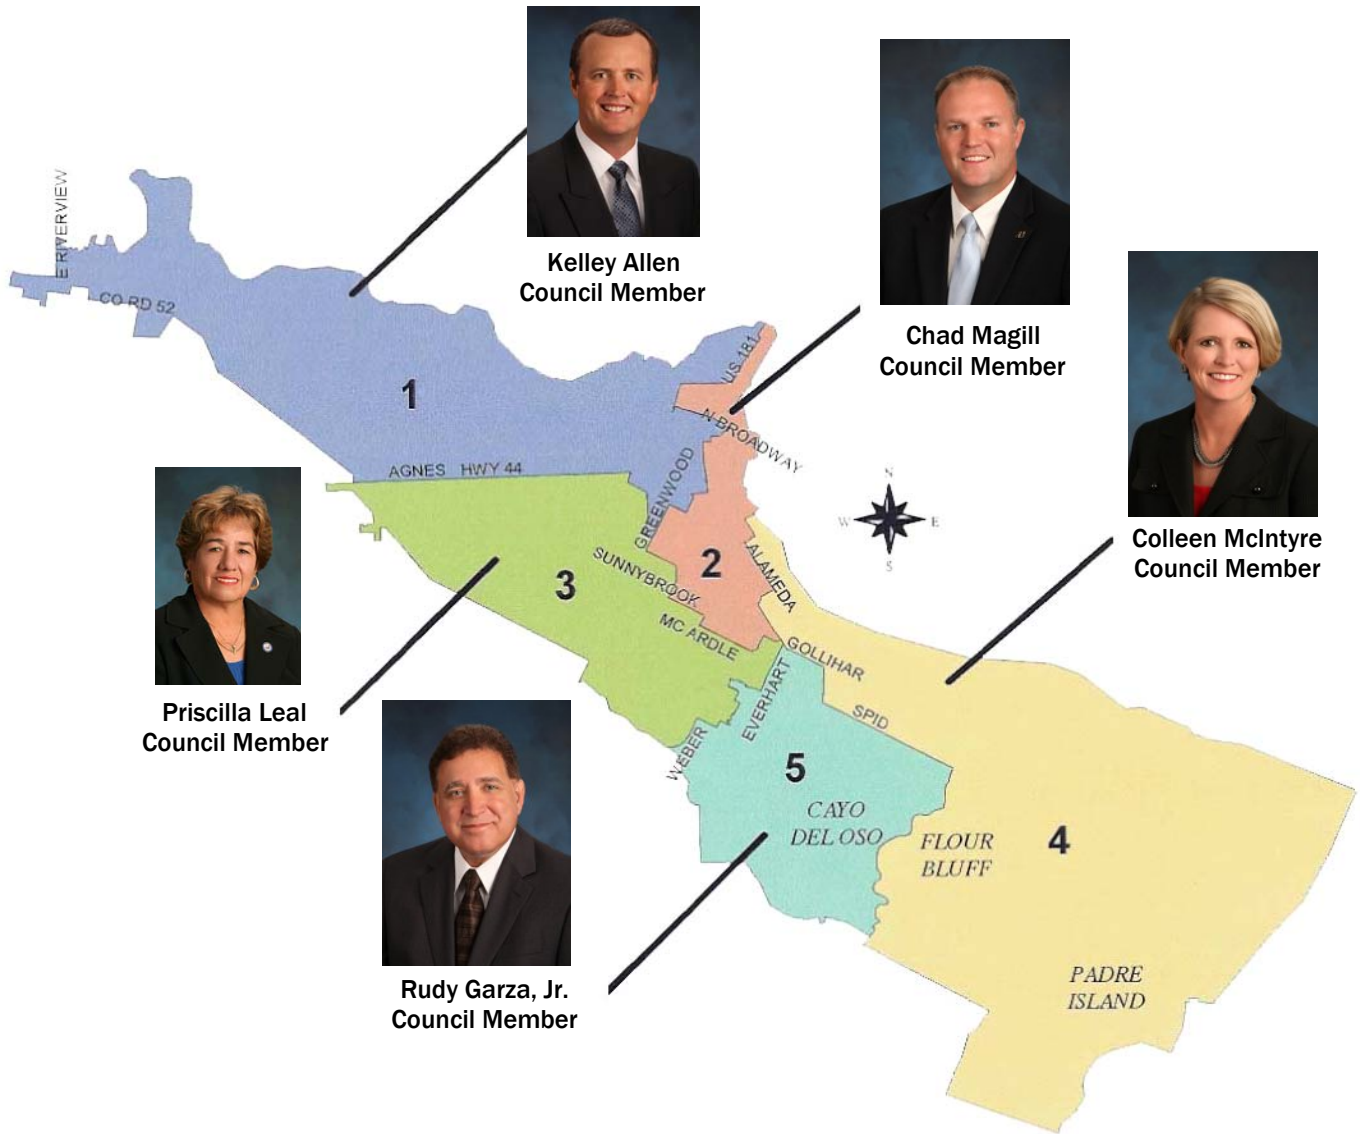 Kelley Allen
Council Member
Chad Magill
Council Member
Colleen McIntyre
Council Member
Priscilla Leal
Council Member
Rudy Garza, Jr.
Council Member
E RIVERVIEW
CO RD 52
1
US 181
N BROADWAY
AGNES HWY 44
GREENWOOD
2
ALAMEDA
SUNNYBROOK
3
MC ARDLE
GOLLIHAR
EVERHART
SPID
WEBER
5
CAYO
DEL OSO
FLOUR
BLUFF
4
PADRE
ISLAND
N
W
E
S